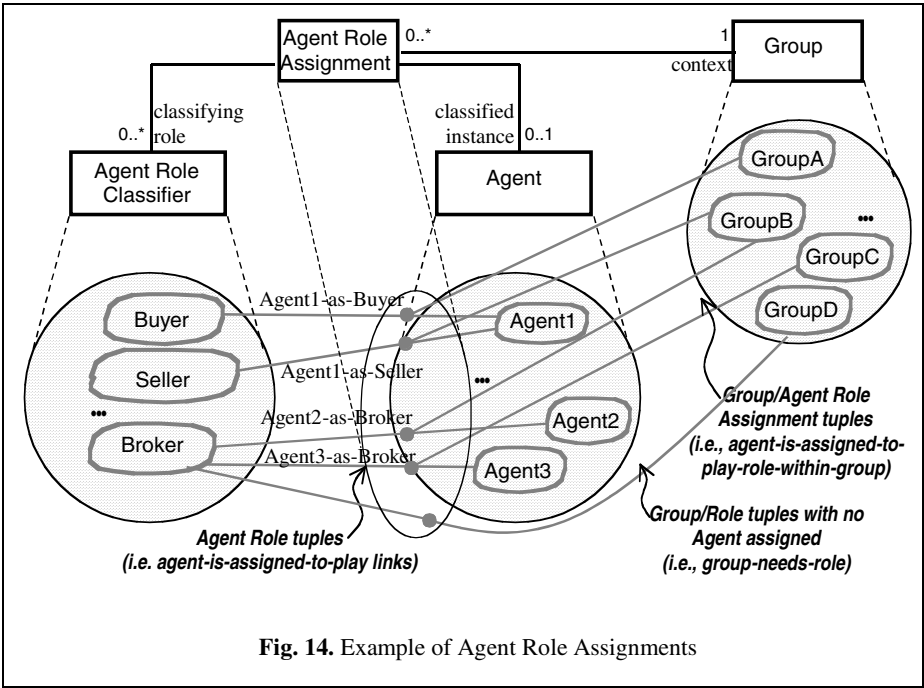 Agent Role
Assignment
0..*
1
Group
context
classifying
role
0..*
classified
instance
0..1
Agent Role
Classifier
Agent
GroupA
GroupB
...
GroupC
GroupD
Agent1-as-Buyer
Buyer
Agent1
Seller
Agent1-as-Seller
...
...
Agent2-as-Broker
Agent2
Broker
Agent3-as-Broker
Agent3
Group/Agent Role
Assignment tuples
(i.e., agent-is-assigned-to-
play-role-within-group)
Group/Role tuples with no
Agent assigned
(i.e., group-needs-role)
Agent Role tuples
(i.e. agent-is-assigned-to-play links)
Fig. 14. Example of Agent Role Assignments